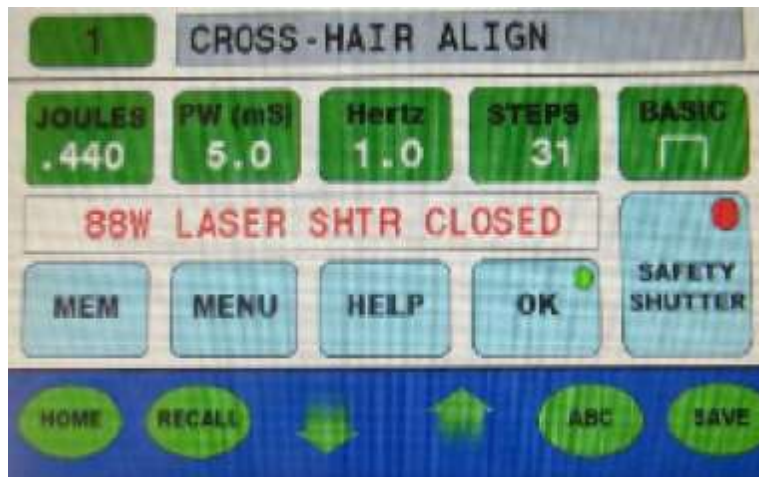 1 CROSS-HAIR ALIGN
JOULES PW (mS) Hertz STEPS BASIC
.440 5.0 1.0 31
88W LASER SHTR CLOSED
SAFETY
SHUTTER
MEM MENU HELP OK
HOME RECALL ABC SAVE